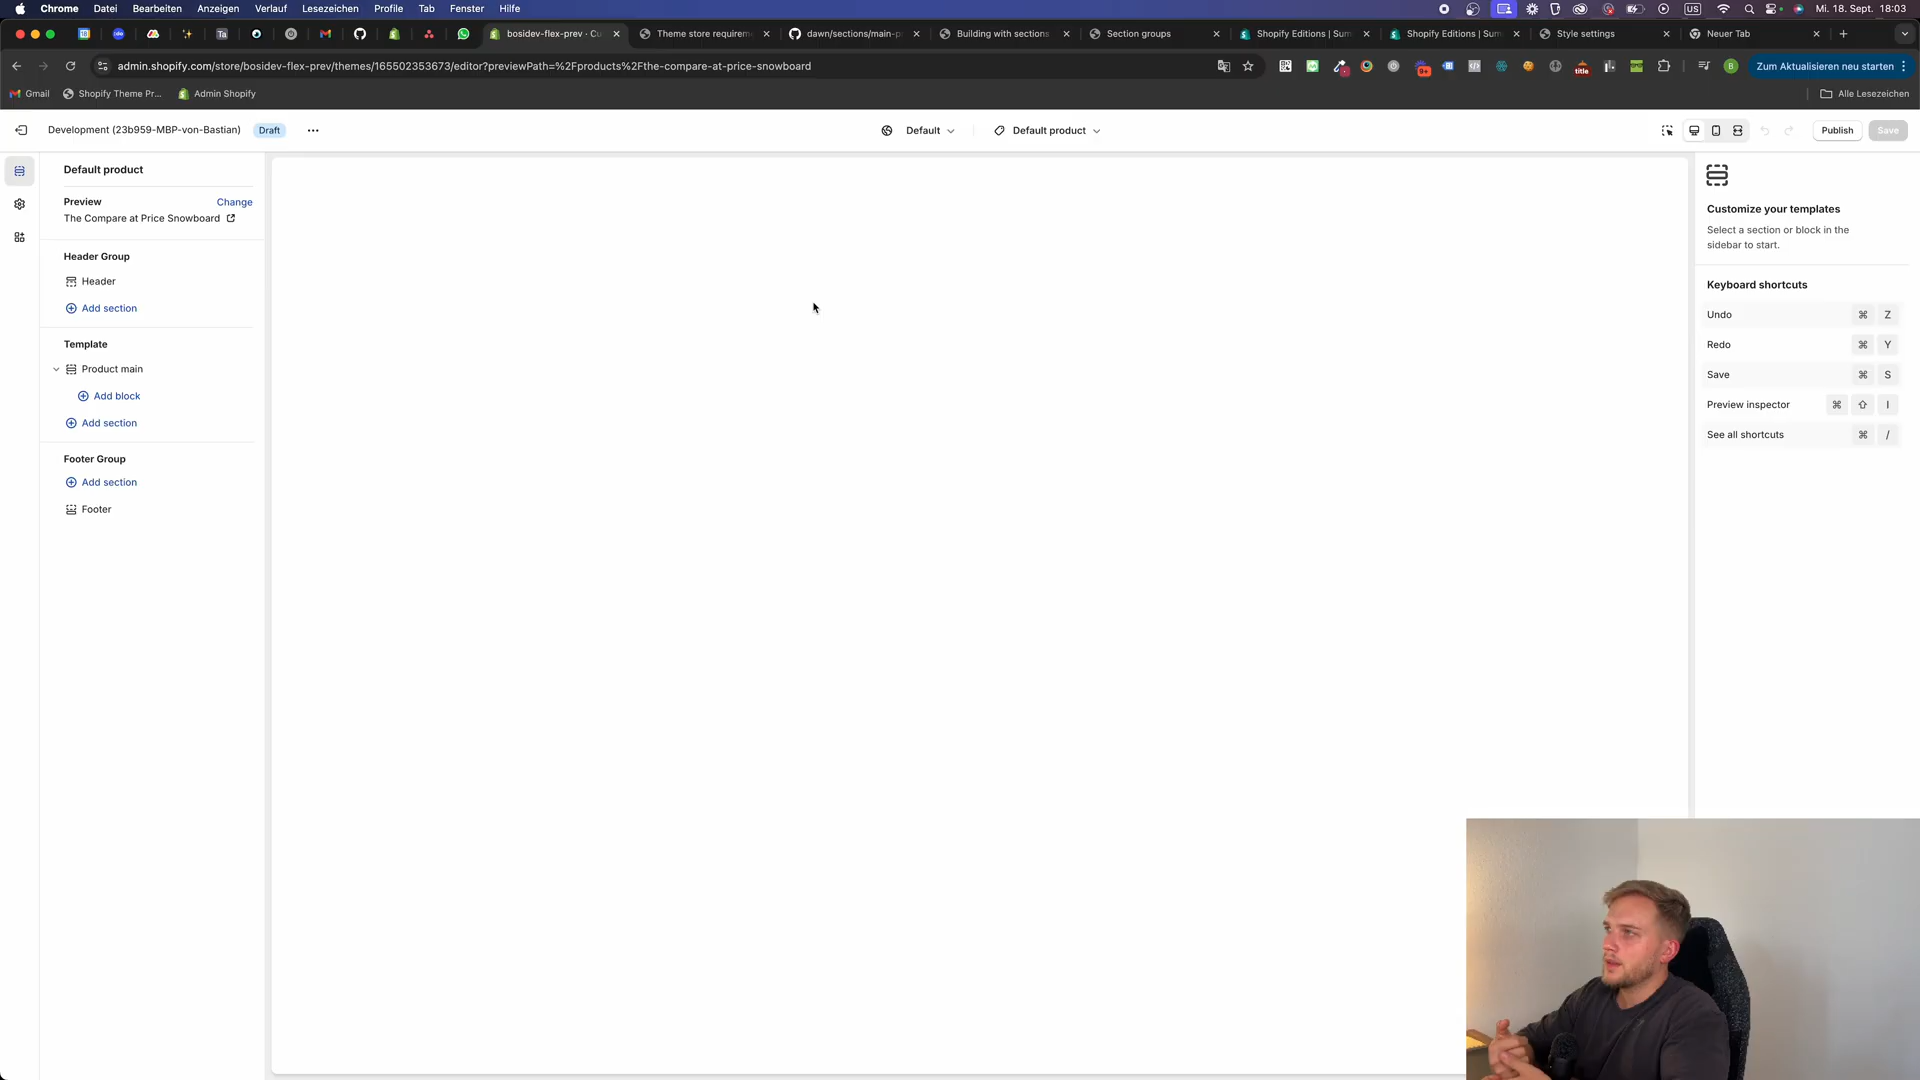 Chrome Datei Bearbeiten Anzeigen Verlauf Lesezeichen Profile Tab Fenster Hilfe
US Mi. 18. Sept. 18:03
bosidev-flex-prev · Cu
Theme store requirem
dawn/sections/main-p
Building with sections
Section groups
Shopify Editions | Sum
Shopify Editions | Sum
Style settings
Neuer Tab
admin.shopify.com/store/bosidev-flex-prev/themes/165502353673/editor?previewPath=%2Fproducts%2Fthe-compare-at-price-snowboard
9+
title
B
Zum Aktualisieren neu starten
Gmail
Shopify Theme Pr...
Admin Shopify
Alle Lesezeichen
Development (23b959-MBP-von-Bastian)
Draft
Default
Default product
Publish
Save
Default product
Preview
Change
The Compare at Price Snowboard
Header Group
Header
Add section
Template
Product main
Add block
Add section
Footer Group
Add section
Footer
Customize your templates
Select a section or block in the
sidebar to start.
Keyboard shortcuts
Undo ⌘ Z
Redo ⌘ Y
Save ⌘ S
Preview inspector ⌘ ⇧ I
See all shortcuts ⌘ /